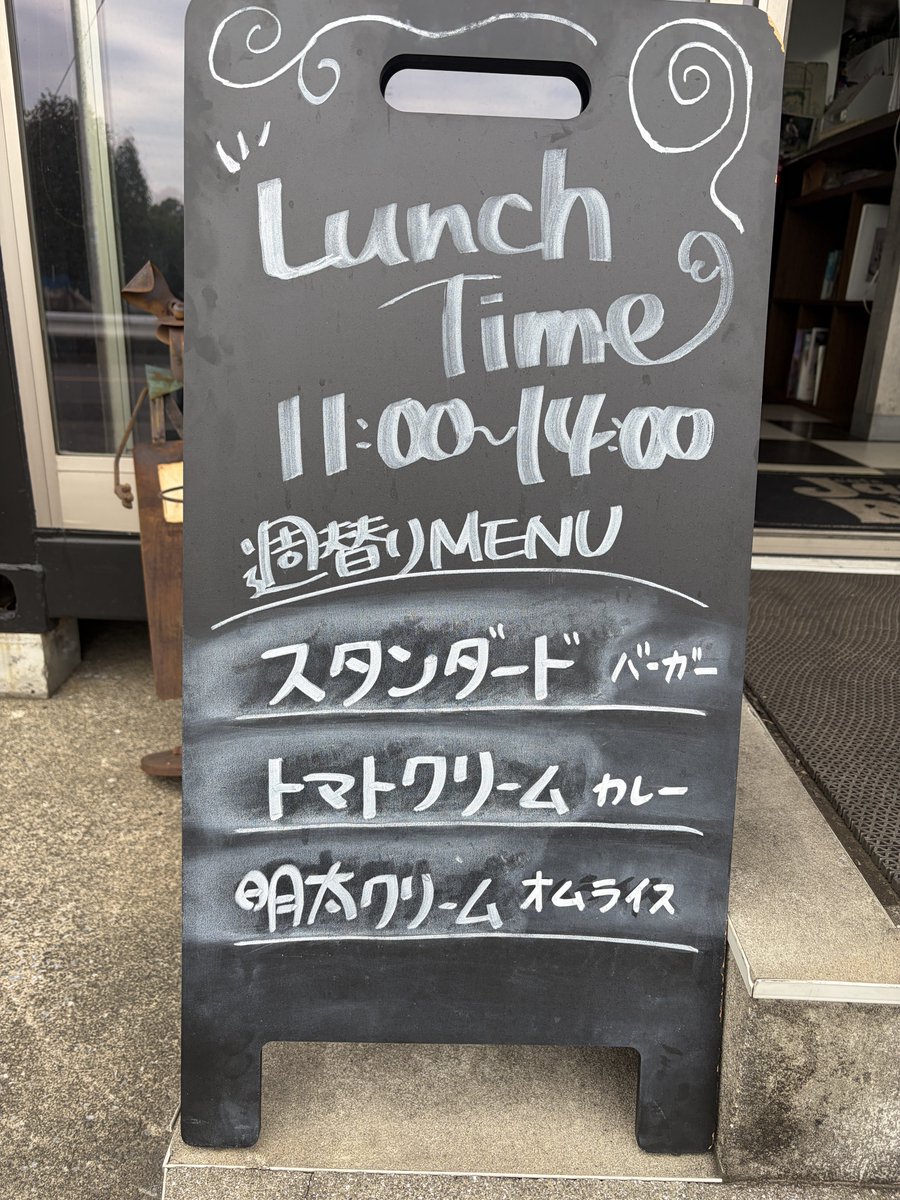 Lunch
Time
11:00~14:00
週替りMENU
スタンダード バーガー
トマトクリーム カレー
明太クリーム オムライス